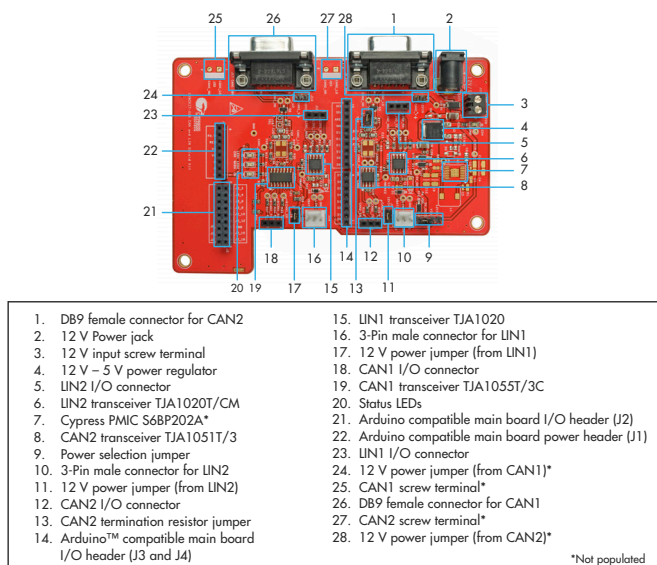 25 26 27 28 1 2
24
23
22
21
3
4
5
6
7
8
20 19 18 17 16 15 14 13 12 11 10 9
1. DB9 female connector for CAN2
2. 12 V Power jack
3. 12 V input screw terminal
4. 12 V – 5 V power regulator
5. LIN2 I/O connector
6. LIN2 transceiver TJA1020T/CM
7. Cypress PMIC S6BP202A*
8. CAN2 transceiver TJA1051T/3
9. Power selection jumper
10. 3-Pin male connector for LIN2
11. 12 V power jumper (from LIN2)
12. CAN2 I/O connector
13. CAN2 termination resistor jumper
14. Arduino™ compatible main board
I/O header (J3 and J4)
15. LIN1 transceiver TJA1020
16. 3-Pin male connector for LIN1
17. 12 V power jumper (from LIN1)
18. CAN1 I/O connector
19. CAN1 transceiver TJA1055T/3C
20. Status LEDs
21. Arduino compatible main board I/O header (J2)
22. Arduino compatible main board power header (J1)
23. LIN1 I/O connector
24. 12 V power jumper (from CAN1)*
25. CAN1 screw terminal*
26. DB9 female connector for CAN1
27. CAN2 screw terminal*
28. 12 V power jumper (from CAN2)*
*Not populated